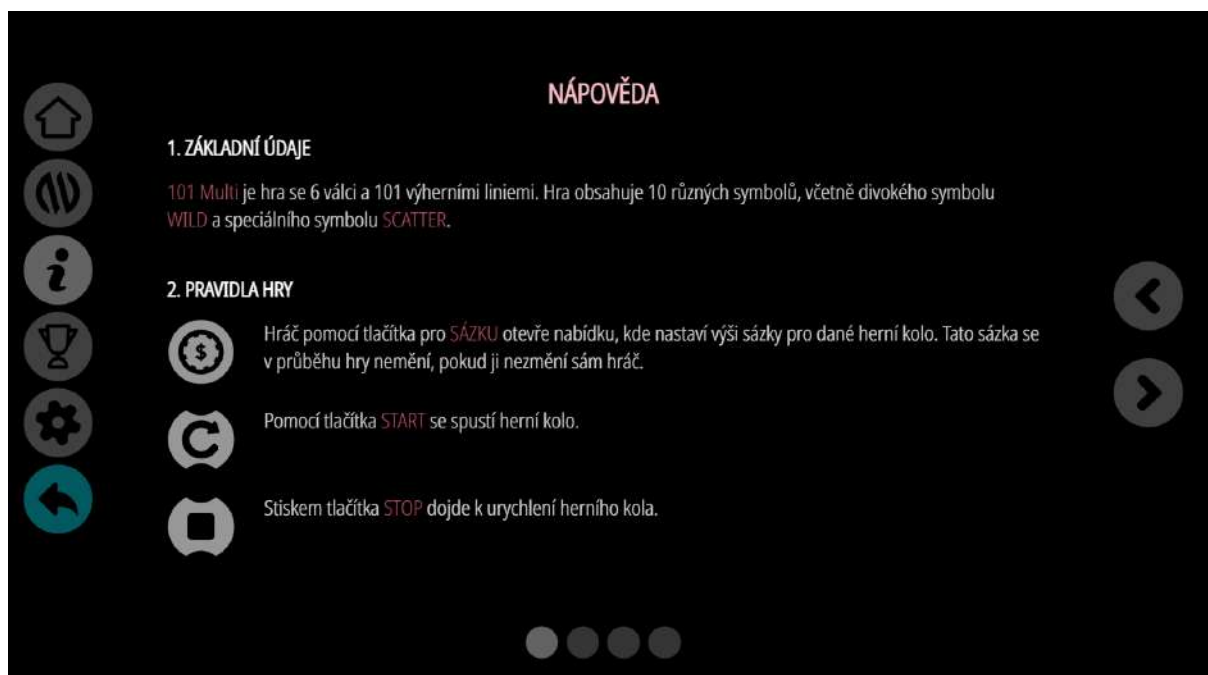 NÁPOVĚDA
1. ZÁKLADNÍ ÚDAJE
101 Multi je hra se 6 válci a 101 výherními liniemi. Hra obsahuje 10 různých symbolů, včetně divokého symbolu
WILD a speciálního symbolu SCATTER.
2. PRAVIDLA HRY
Hráč pomocí tlačítka pro SÁZKU otevře nabídku, kde nastaví výši sázky pro dané herní kolo. Tato sázka se
v průběhu hry nemění, pokud ji nezmění sám hráč.
Pomocí tlačítka START se spustí herní kolo.
Stiskem tlačítka STOP dojde k urychlení herního kola.